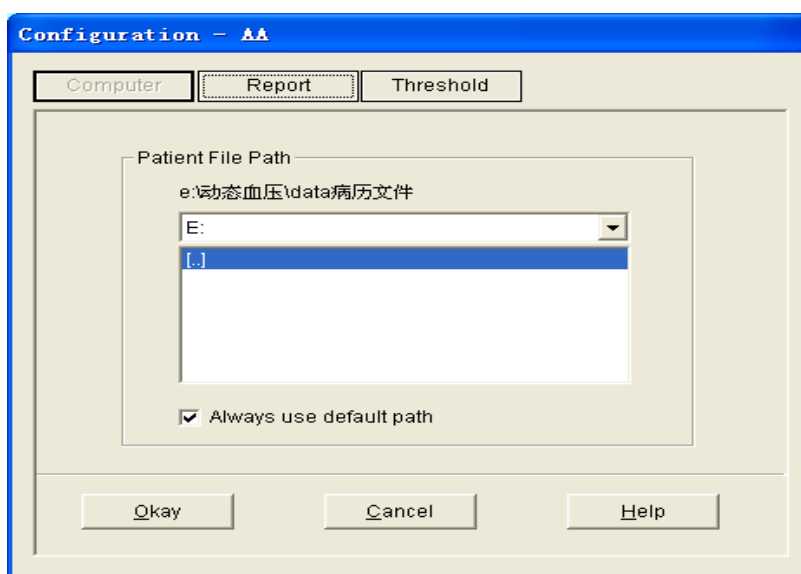 Configuration - AA
Computer Report Threshold
Patient File Path
e:\动态血压\data病历文件
E:
[..]
Always use default path
Okay Cancel Help